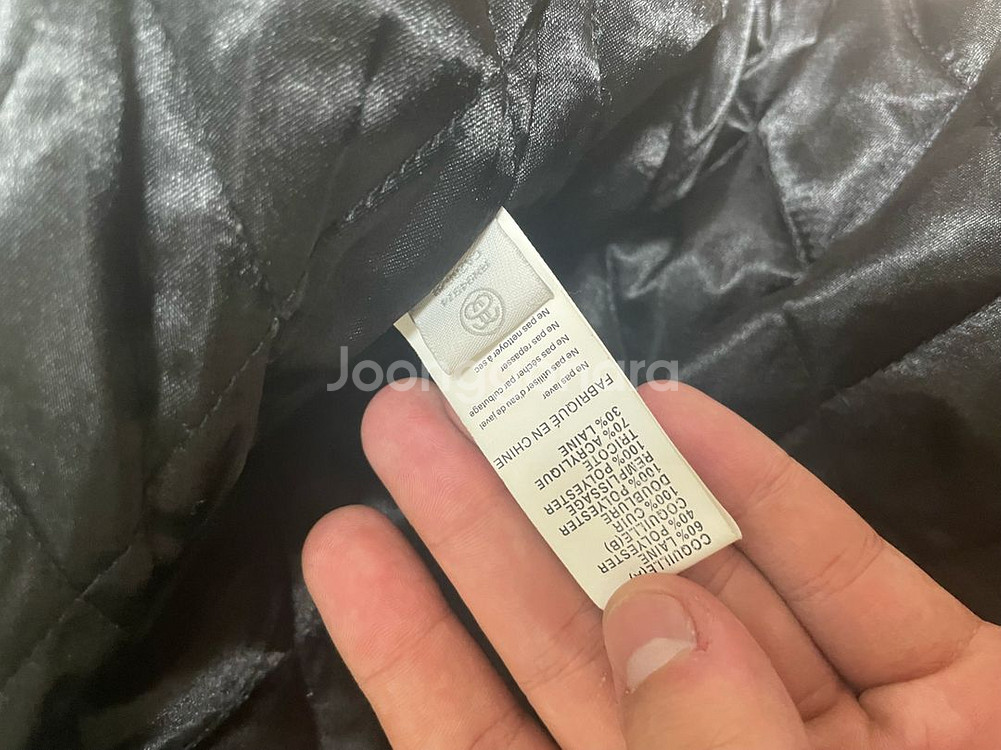 COQUILLE(A)
60% LAINE
40% POLYESTER
COQUILLE(B)
100% CUIR
DOUBLURE
100% POLYESTER
REMPLISSAGE
100% POLYESTER
TRICOTÉ
70% ACRYLIQUE
30% LAINE
FABRIQUÉ EN CHINE
Ne pas laver
Ne pas utiliser d'eau de javel
Ne pas sécher par culbutage
Ne pas repasser
Ne pas nettoyer à sec
Joonggonara